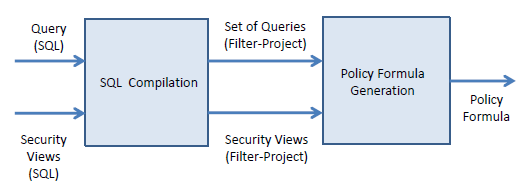 Query
(SQL)
Security
Views
(SQL)
SQL Compilation
Set of Queries
(Filter-Project)
Security Views
(Filter-Project)
Policy Formula
Generation
Policy
Formula